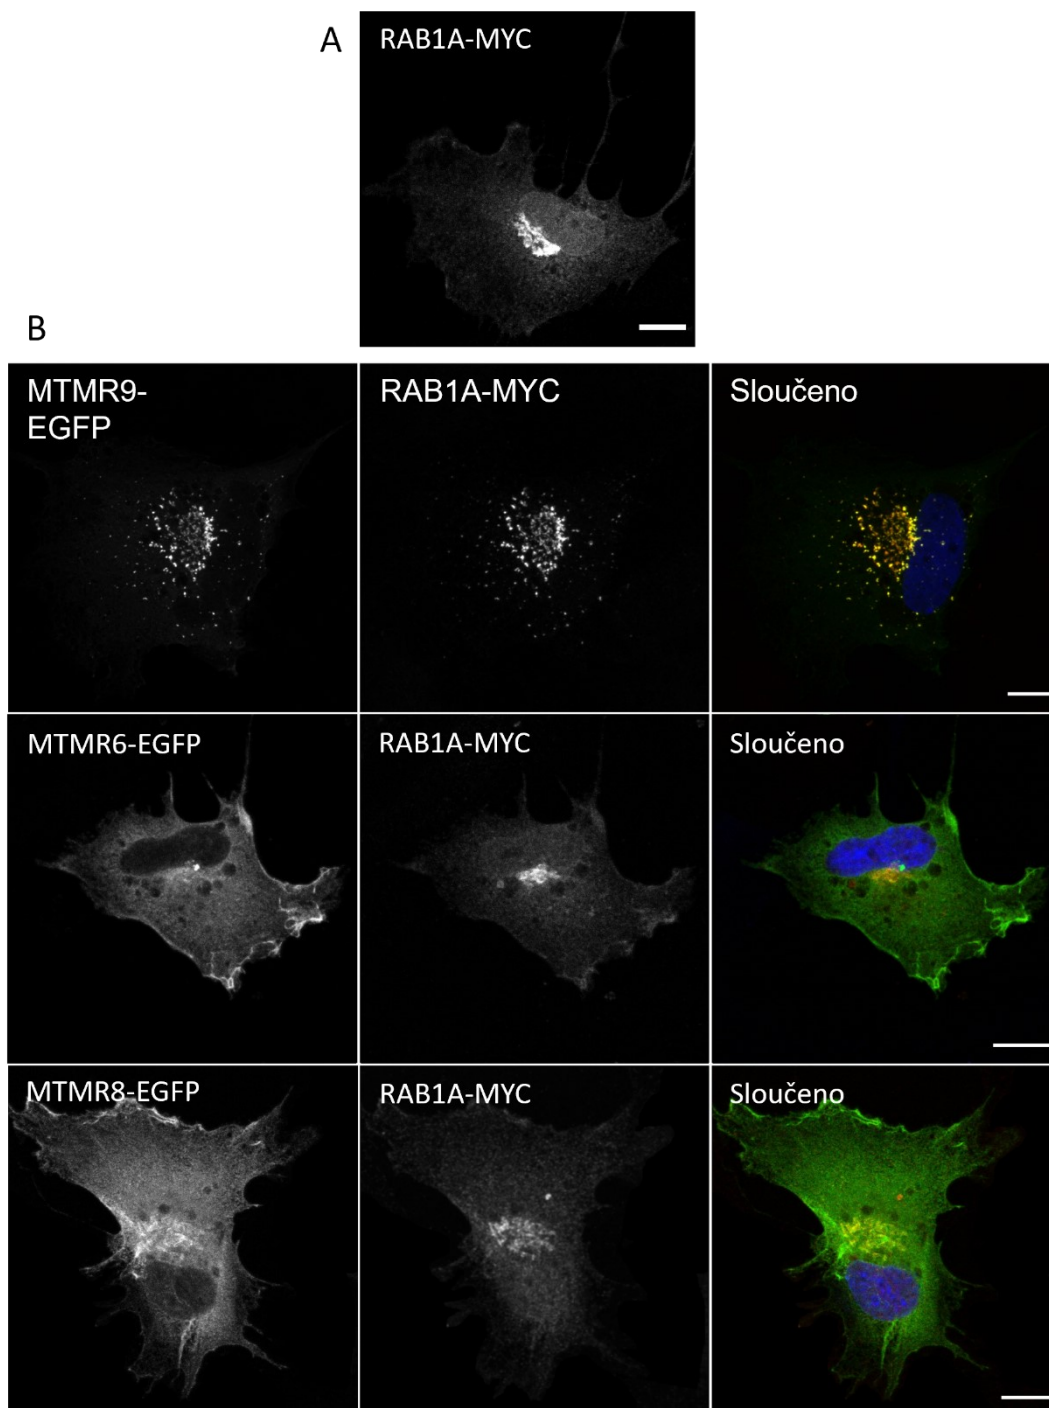 A
RAB1A-MYC
B
MTMR9-
EGFP
RAB1A-MYC
Sloučeno
MTMR6-EGFP
RAB1A-MYC
Sloučeno
MTMR8-EGFP
RAB1A-MYC
Sloučeno